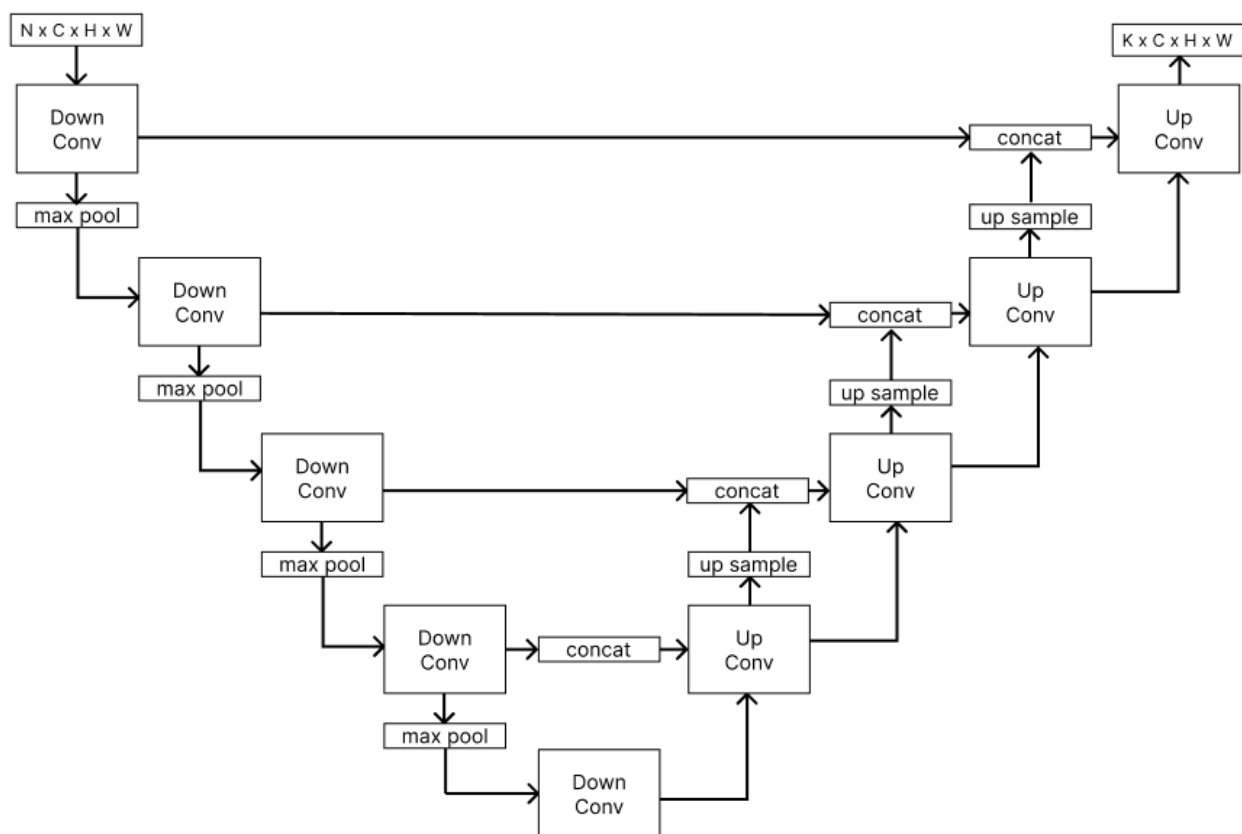 N x C x H x W
K x C x H x W
Down
Conv
concat
Up
Conv
max pool
up sample
Down
Conv
concat
Up
Conv
max pool
up sample
Down
Conv
concat
Up
Conv
max pool
up sample
Down
Conv
concat
Up
Conv
max pool
Down
Conv